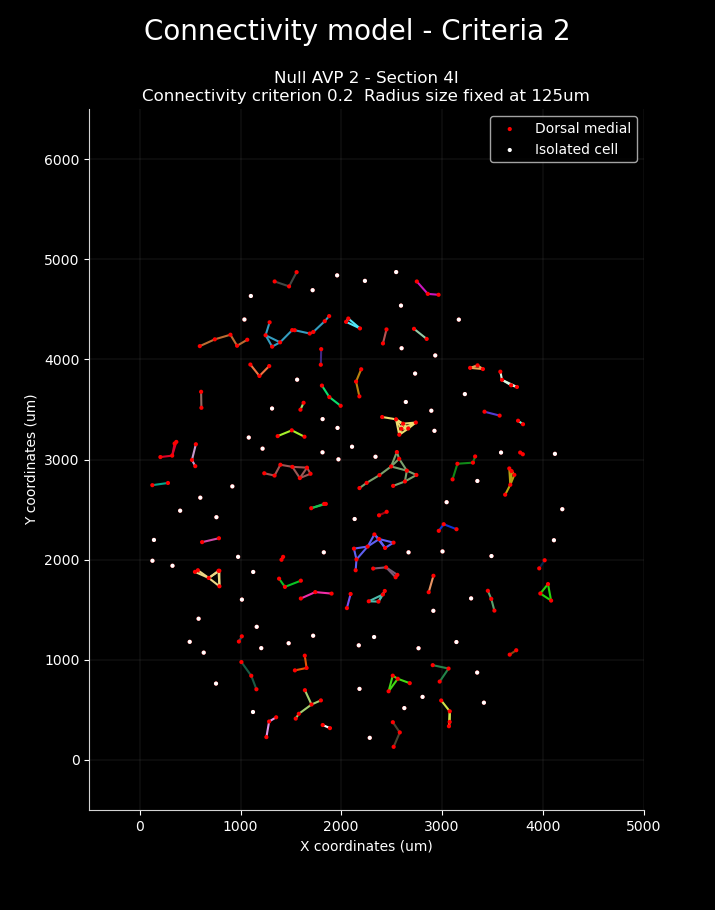 Connectivity model - Criteria 2
Null AVP 2 - Section 4I
Connectivity criterion 0.2  Radius size fixed at 125um
Dorsal medial
Isolated cell
Y coordinates (um)
6000
5000
4000
3000
2000
1000
0
0 1000 2000 3000 4000 5000
X coordinates (um)